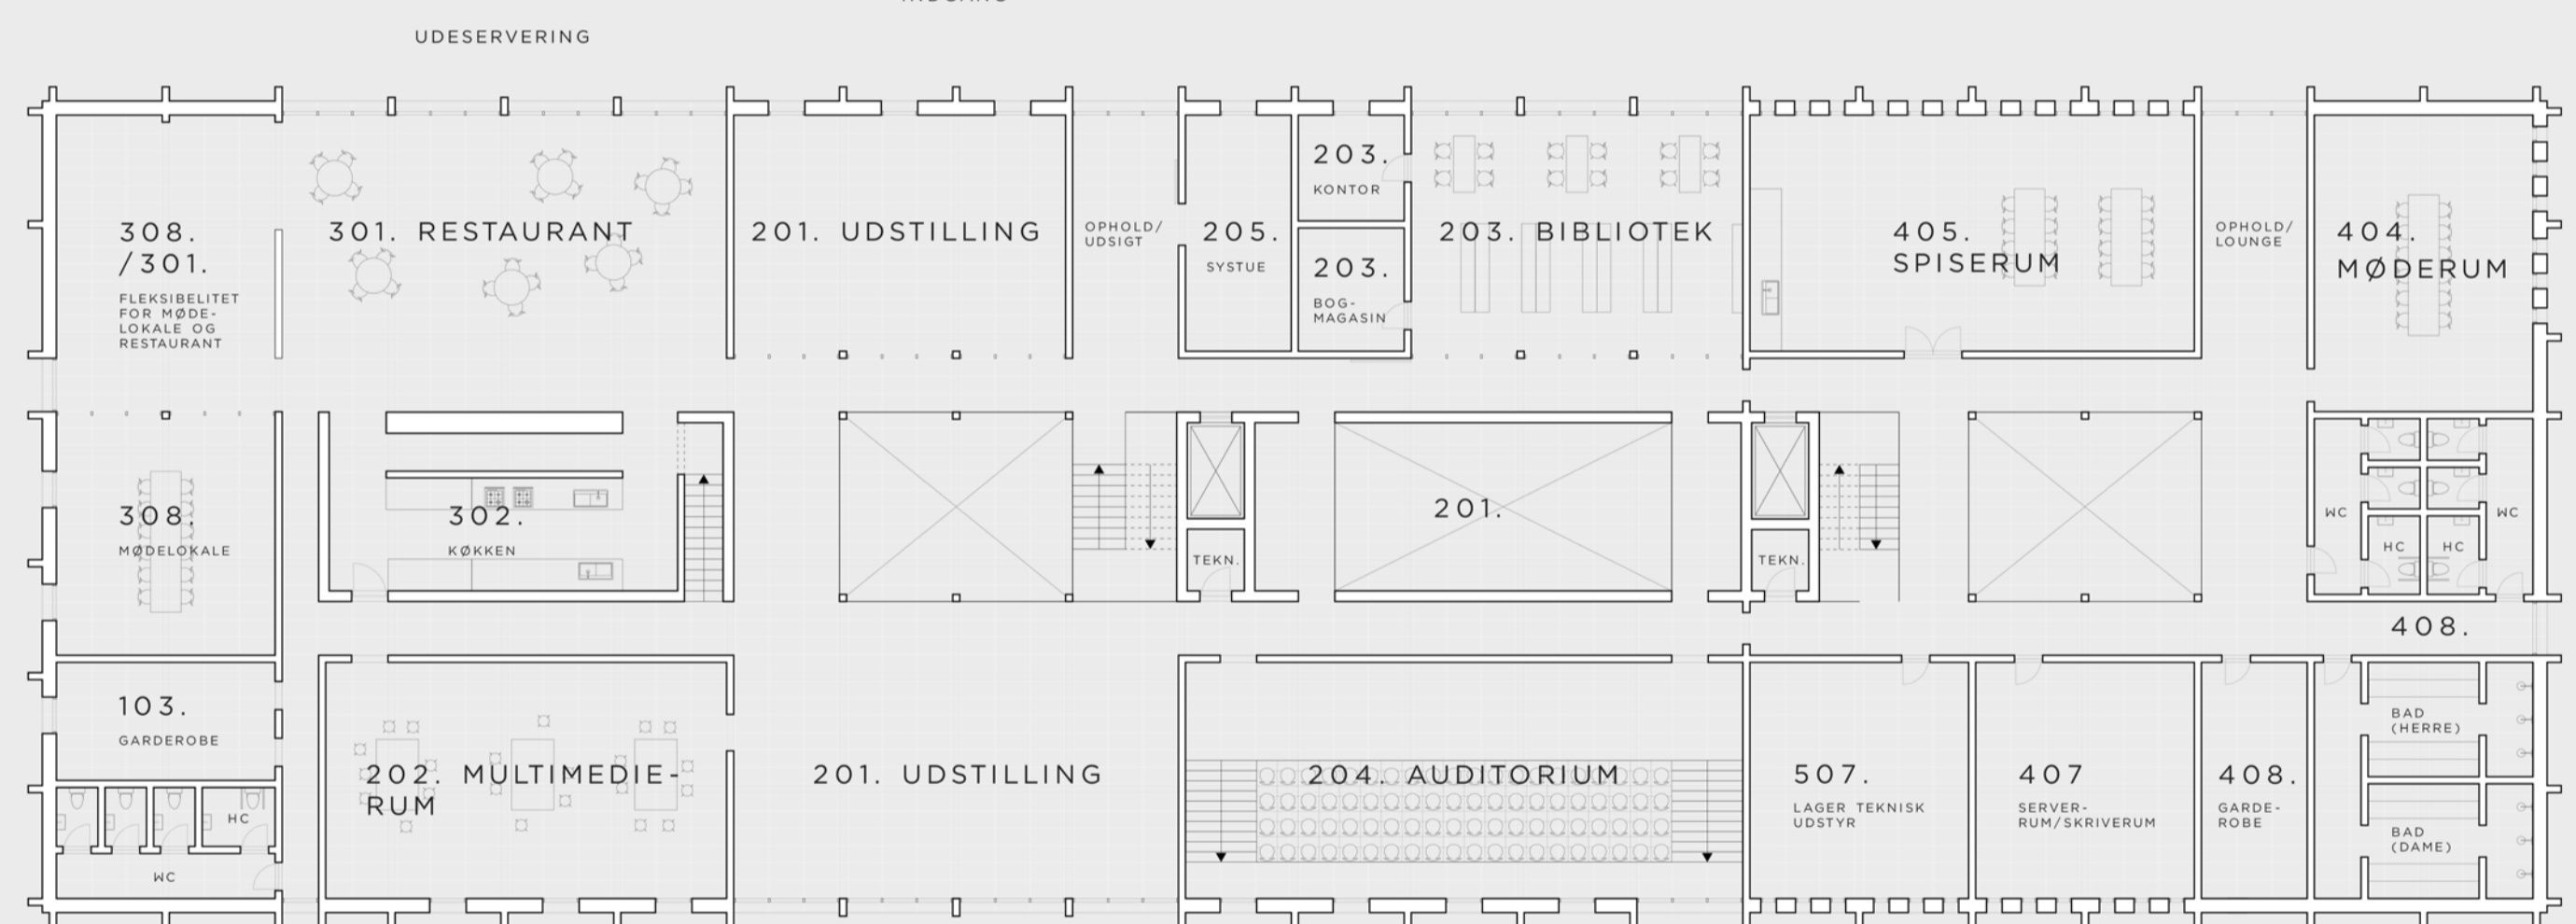 UDESERVERING
308.
/301.
FLEKSIBELITET
FOR MØDE-
LOKALE OG
RESTAURANT
301. RESTAURANT
201. UDSTILLING
OPHOLD/
UDSIGT
205.
SYSTUE
203.
KONTOR
203.
BOG-
MAGASIN
203. BIBLIOTEK
405.
SPISERUM
OPHOLD/
LOUNGE
404.
MØDERUM
308.
MØDELOKALE
302.
KØKKEN
TEKN.
201.
TEKN.
WC
HC
HC
WC
408.
103.
GARDEROBE
HC
WC
202. MULTIMEDIE-
RUM
201. UDSTILLING
204. AUDITORIUM
507.
LAGER TEKNISK
UDSTYR
407
SERVER-
RUM/SKRIVERUM
408.
GARDE-
ROBE
BAD
(HERRE)
BAD
(DAME)